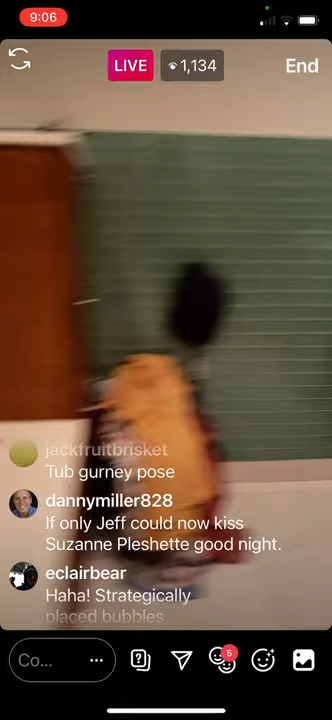 9:06
LIVE
1,134
End
jackfruitbrisket
Tub gurney pose
dannymiller828
If only Jeff could now kiss
Suzanne Pleshette good night.
eclairbear
Haha! Strategically
placed bubbles
Co...
5